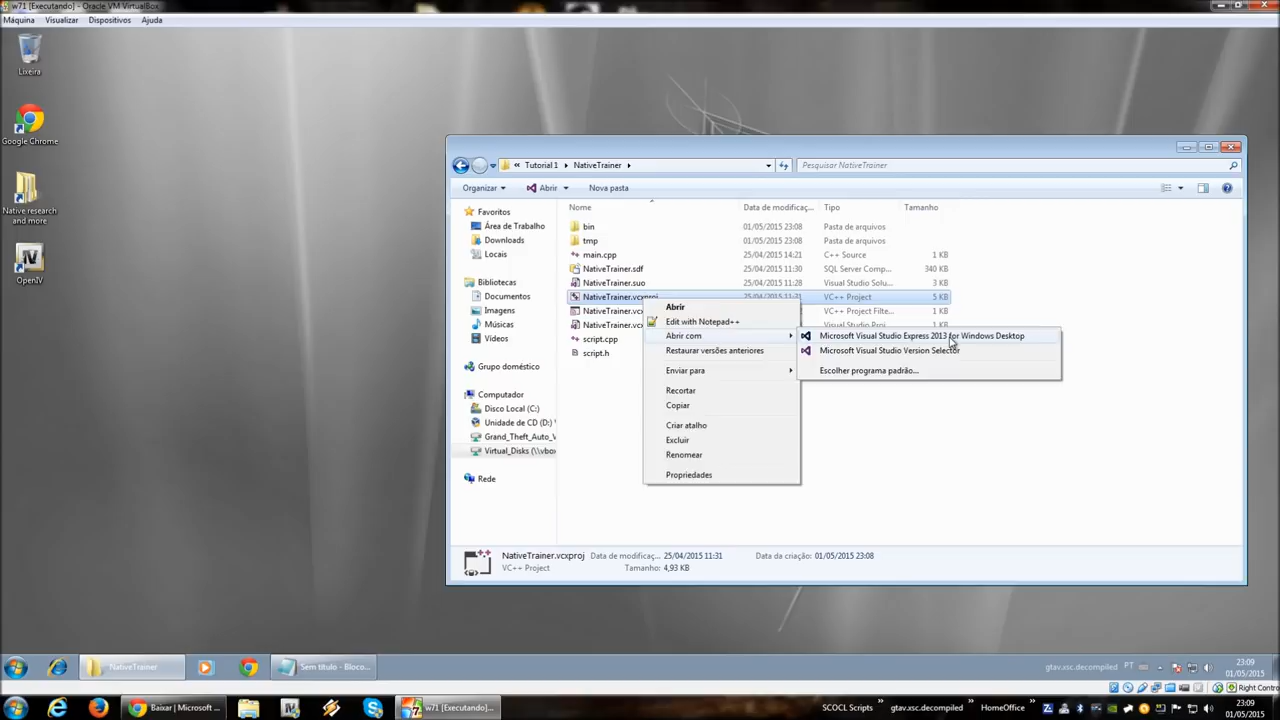 w71 [Executando] - Oracle VM VirtualBox
Máquina Visualizar Dispositivos Ajuda
Lixeira
Google Chrome
Native research
and more
OpenIV
« Tutorial 1 NativeTrainer
Pesquisar NativeTrainer
Organizar Abrir Nova pasta
Nome Data de modificaç... Tipo Tamanho
Favoritos
Área de Trabalho
Downloads
Locais
Bibliotecas
Documentos
Imagens
Músicas
Vídeos
Grupo doméstico
Computador
Disco Local (C:)
Unidade de CD (D:)
Grand_Theft_Auto_V
Virtual_Disks (\\vbox
Rede
bin 01/05/2015 23:08 Pasta de arquivos
tmp 01/05/2015 23:08 Pasta de arquivos
main.cpp 25/04/2015 14:21 C++ Source 1 KB
NativeTrainer.sdf 25/04/2015 11:30 SQL Server Comp... 340 KB
NativeTrainer.suo 25/04/2015 11:28 Visual Studio Solu... 3 KB
NativeTrainer.vcxproj 25/04/2015 11:31 VC++ Project 5 KB
NativeTrainer.vcx VC++ Project Filte... 1 KB
NativeTrainer.vcx Visual Studio Proj...
script.cpp
script.h
Abrir
Edit with Notepad++
Abrir com
Restaurar versões anteriores
Enviar para
Recortar
Copiar
Criar atalho
Excluir
Renomear
Propriedades
Microsoft Visual Studio Express 2013 for Windows Desktop
Microsoft Visual Studio Version Selector
Escolher programa padrão...
NativeTrainer.vcxproj Data de modificaç... 25/04/2015 11:31 Data da criação: 01/05/2015 23:08
VC++ Project Tamanho: 4,93 KB
NativeTrainer
Sem título - Bloco...
gtav.xsc.decompiled PT
23:09
01/05/2015
Right Contro
Baixar | Microsoft ...
w71 [Executando]...
SCOCL Scripts » gtav.xsc.decompiled » HomeOffice »
23:09
01/05/2015